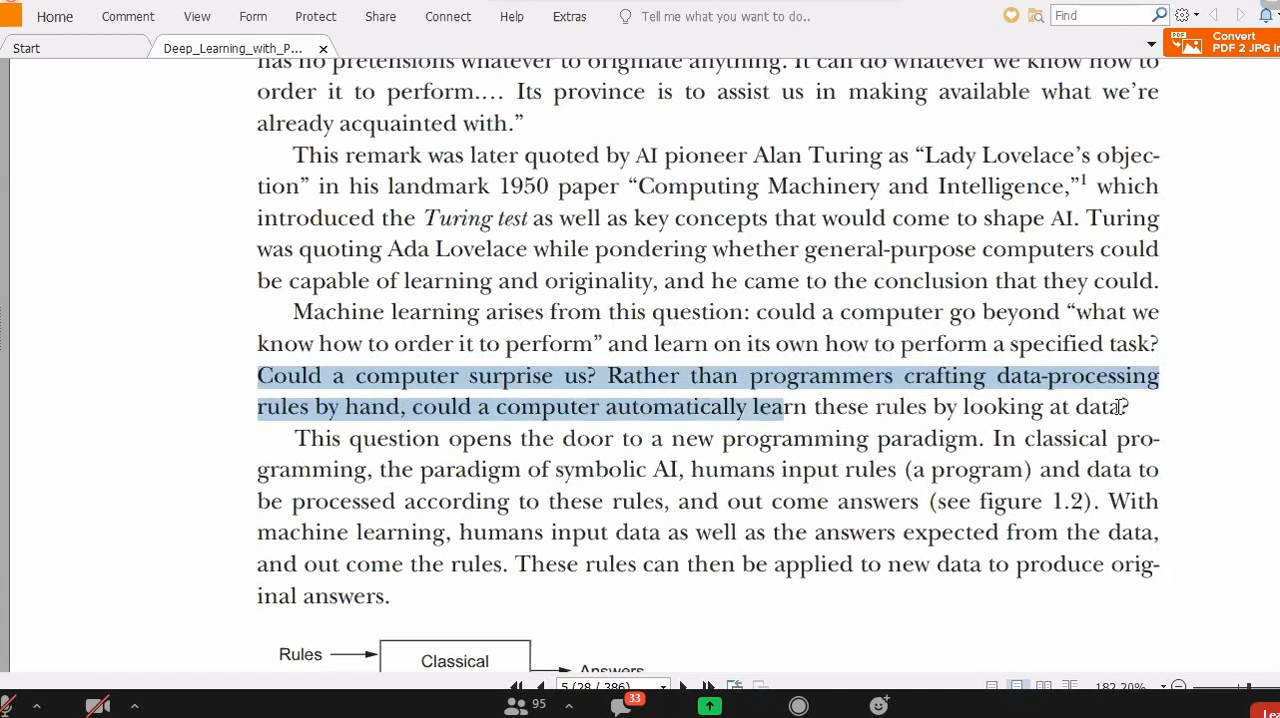 Home Comment View Form Protect Share Connect Help Extras Tell me what you want to do.. Find
Start Deep_Learning_with_P... × Convert
PDF 2 JPG In
has no pretensions whatever to originate anything. It can do whatever we know how to
order it to perform.… Its province is to assist us in making available what we’re
already acquainted with.”
This remark was later quoted by AI pioneer Alan Turing as “Lady Lovelace’s objec-
tion” in his landmark 1950 paper “Computing Machinery and Intelligence,”1 which
introduced the Turing test as well as key concepts that would come to shape AI. Turing
was quoting Ada Lovelace while pondering whether general-purpose computers could
be capable of learning and originality, and he came to the conclusion that they could.
Machine learning arises from this question: could a computer go beyond “what we
know how to order it to perform” and learn on its own how to perform a specified task?
Could a computer surprise us? Rather than programmers crafting data-processing
rules by hand, could a computer automatically learn these rules by looking at data?
This question opens the door to a new programming paradigm. In classical pro-
gramming, the paradigm of symbolic AI, humans input rules (a program) and data to
be processed according to these rules, and out come answers (see figure 1.2). With
machine learning, humans input data as well as the answers expected from the data,
and out come the rules. These rules can then be applied to new data to produce orig-
inal answers.
Rules Classical
Answers
5 (28 / 386) 182.20%
95 33